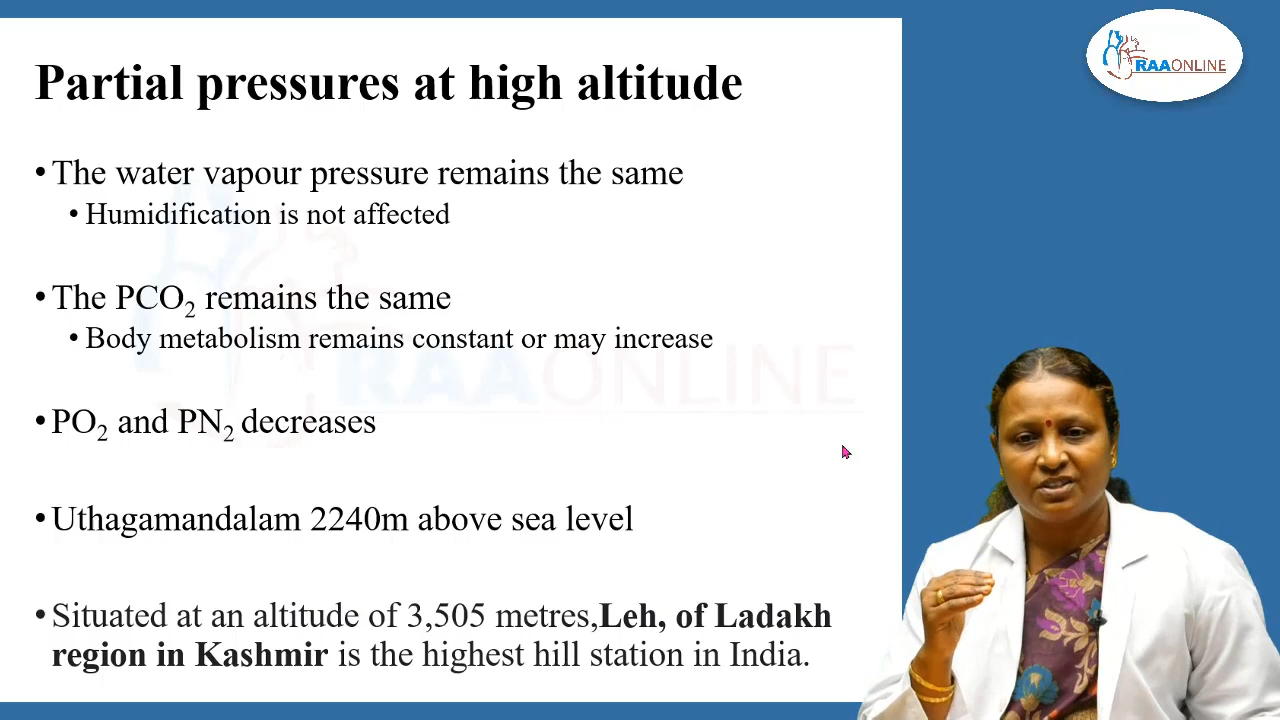 RAAONLINE
Partial pressures at high altitude
• The water vapour pressure remains the same
• Humidification is not affected
• The PCO₂ remains the same
• Body metabolism remains constant or may increase
RAAONLINE
• PO₂ and PN₂ decreases
• Uthagamandalam 2240m above sea level
• Situated at an altitude of 3,505 metres,Leh, of Ladakh
region in Kashmir is the highest hill station in India.